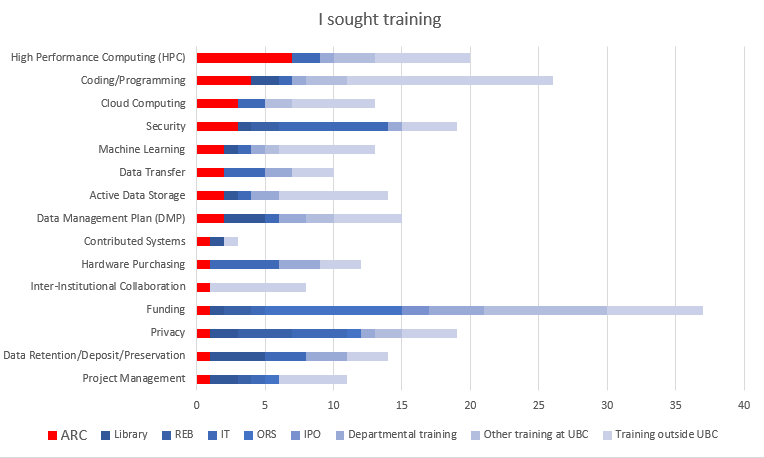 I sought training
High Performance Computing (HPC)
Coding/Programming
Cloud Computing
Security
Machine Learning
Data Transfer
Active Data Storage
Data Management Plan (DMP)
Contributed Systems
Hardware Purchasing
Inter-Institutional Collaboration
Funding
Privacy
Data Retention/Deposit/Preservation
Project Management
0 5 10 15 20 25 30 35 40
ARC Library REB IT ORS IPO Departmental training Other training at UBC Training outside UBC